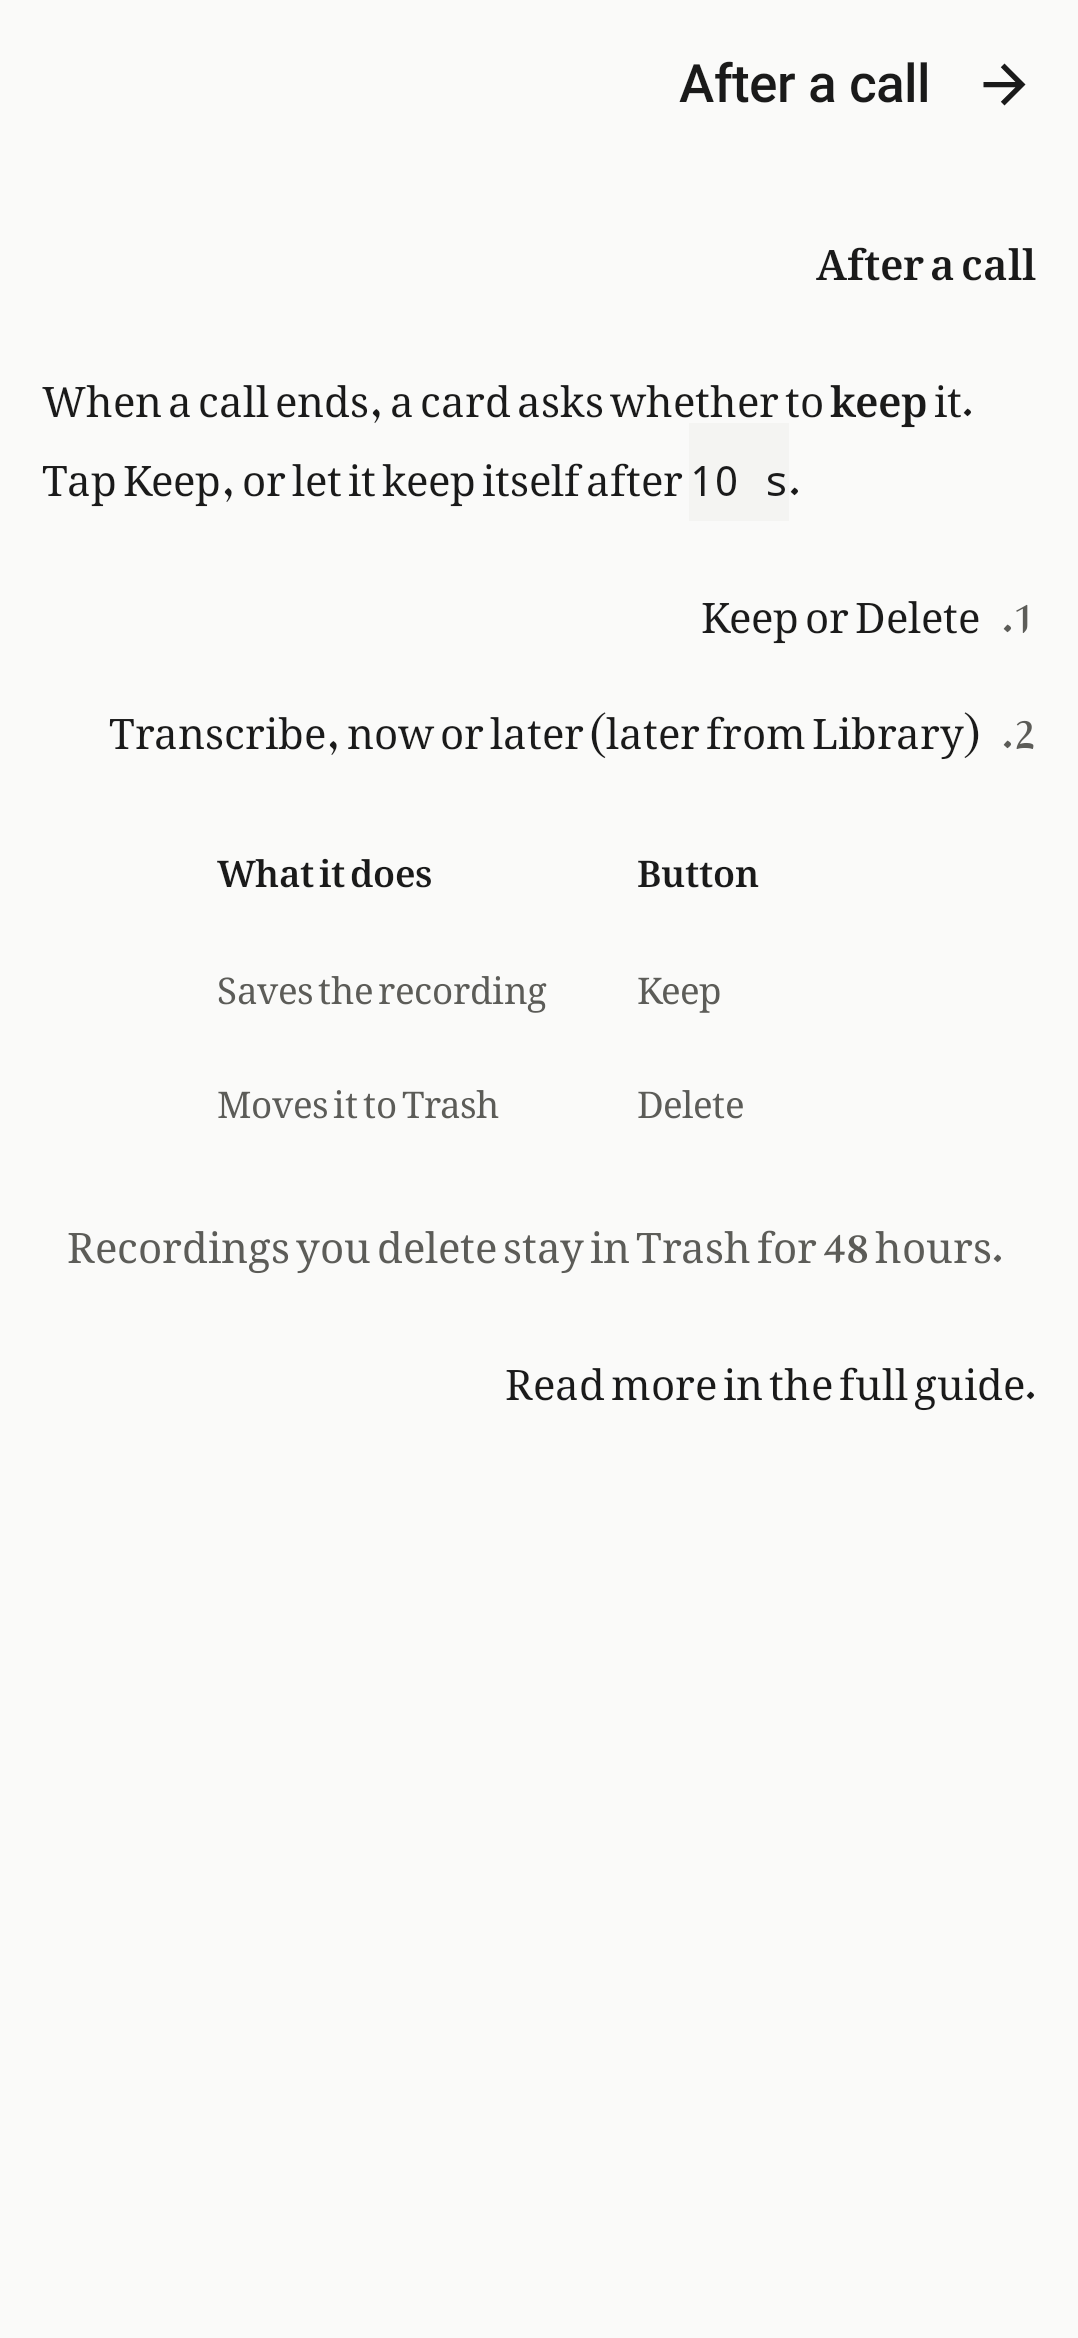 After a call
After a call
When a call ends, a card asks whether to keep it.
Tap Keep, or let it keep itself after 10 s.
.1 Keep or Delete
.2 Transcribe, now or later (later from Library)
Button What it does
Keep Saves the recording
Delete Moves it to Trash
Recordings you delete stay in Trash for 48 hours.
Read more in the full guide.